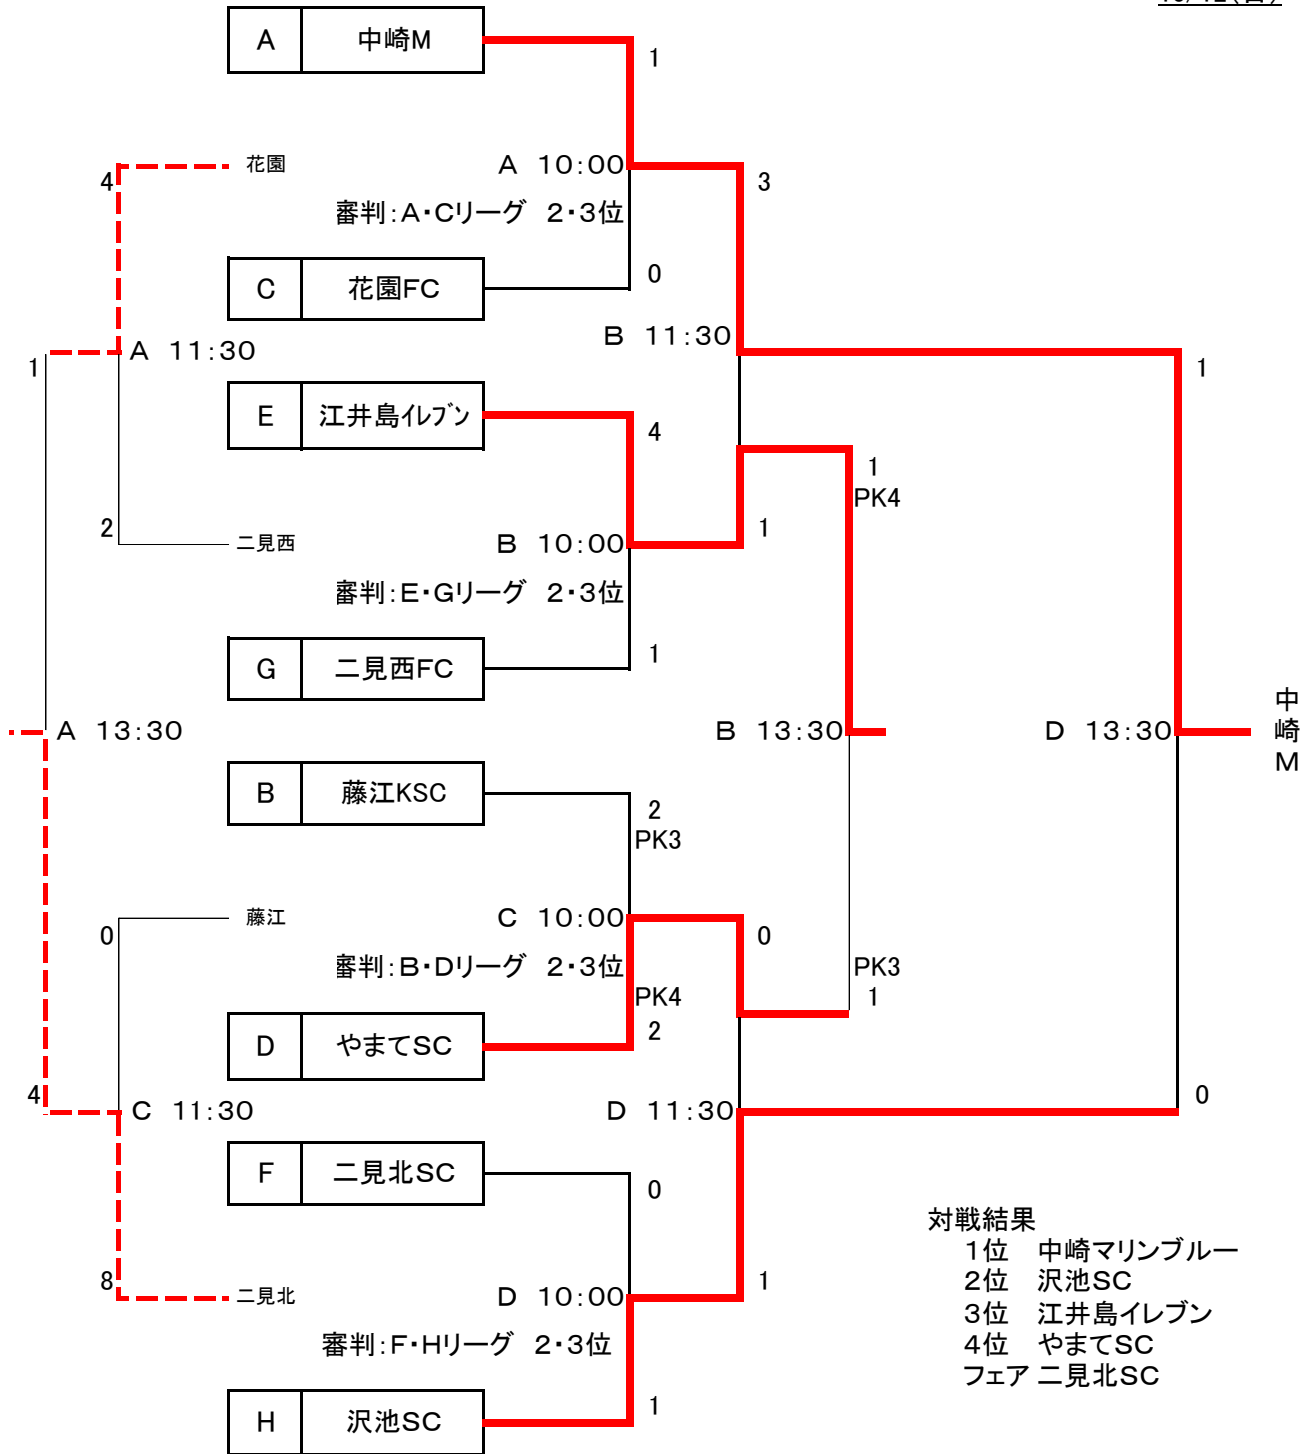 A 中崎M
1
花園
A 10:00
4
3
審判:A・Cリーグ 2・3位
C 花園FC
0
B 11:30
A 11:30
1
1
E 江井島イレブン
4
1
PK4
2
二見西
B 10:00
1
審判:E・Gリーグ 2・3位
G 二見西FC
1
中崎M
A 13:30
B 13:30
D 13:30
B 藤江KSC
2
PK3
藤江
C 10:00
0
0
審判:B・Dリーグ 2・3位
PK3
PK4
1
D やまてSC
2
4
0
C 11:30
D 11:30
F 二見北SC
0
対戦結果
1位 中崎マリンブルー
8
1
2位 沢池SC
二見北
D 10:00
3位 江井島イレブン
審判:F・Hリーグ 2・3位
4位 やまてSC
フェア 二見北SC
H 沢池SC
1